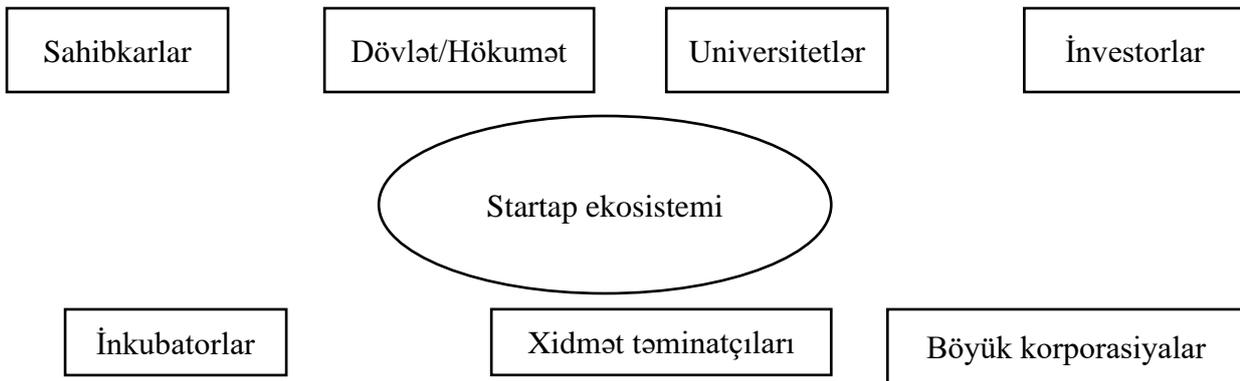 Sahibkarlar
Dövlət/Hökumət
Universitetlər
İnvestorlar
Startap ekosistemi
İnkubatorlar
Xidmət təminatçıları
Böyük korporasiyalar